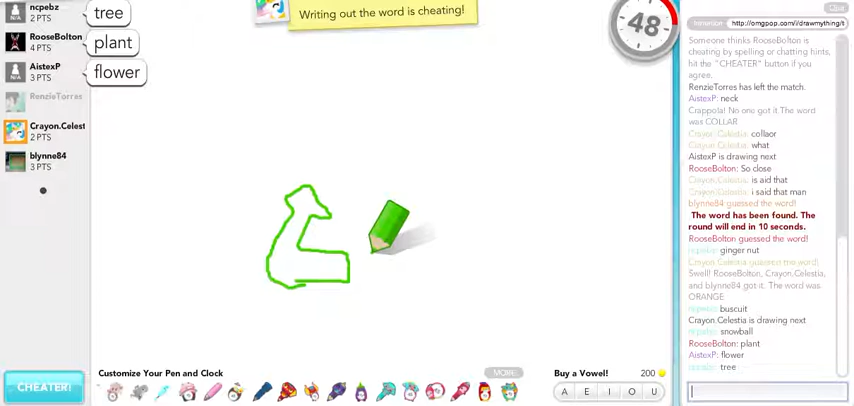 ncpebz
2 PTS
tree
RooseBolton
4 PTS
plant
AistexP
3 PTS
flower
RenzieTorres
Crayon.Celest
2 PTS
blynne84
3 PTS
CHEATER!
Writing out the word is cheating!
48
Customize Your Pen and Clock
MORE
Buy a Vowel!
200
A E I O U
http://omgpop.com//drawmything/t
Someone thinks RooseBolton is
cheating by spelling or chatting hints,
hit the "CHEATER" button if you
agree.
RenzieTorres has left the match.
AistexP: neck
Crappola! No one got it.The word
was COLLAR
Crayon.Celestia: collaor
Crayon.Celestia: what
AistexP is drawing next
RooseBolton: So close
Crayon.Celestia: is aid that
Crayon.Celestia: i said that man
blynne84 guessed the word!
The word has been found. The
round will end in 10 seconds.
RooseBolton guessed the word!
ncpebz: ginger nut
Crayon.Celestia guessed the word!
Swell! RooseBolton, Crayon.Celestia,
and blynne84 got it. The word was
ORANGE
ncpebz: buscuit
Crayon.Celestia is drawing next
ncpebz: snowball
RooseBolton: plant
AistexP: flower
ncpebz: tree